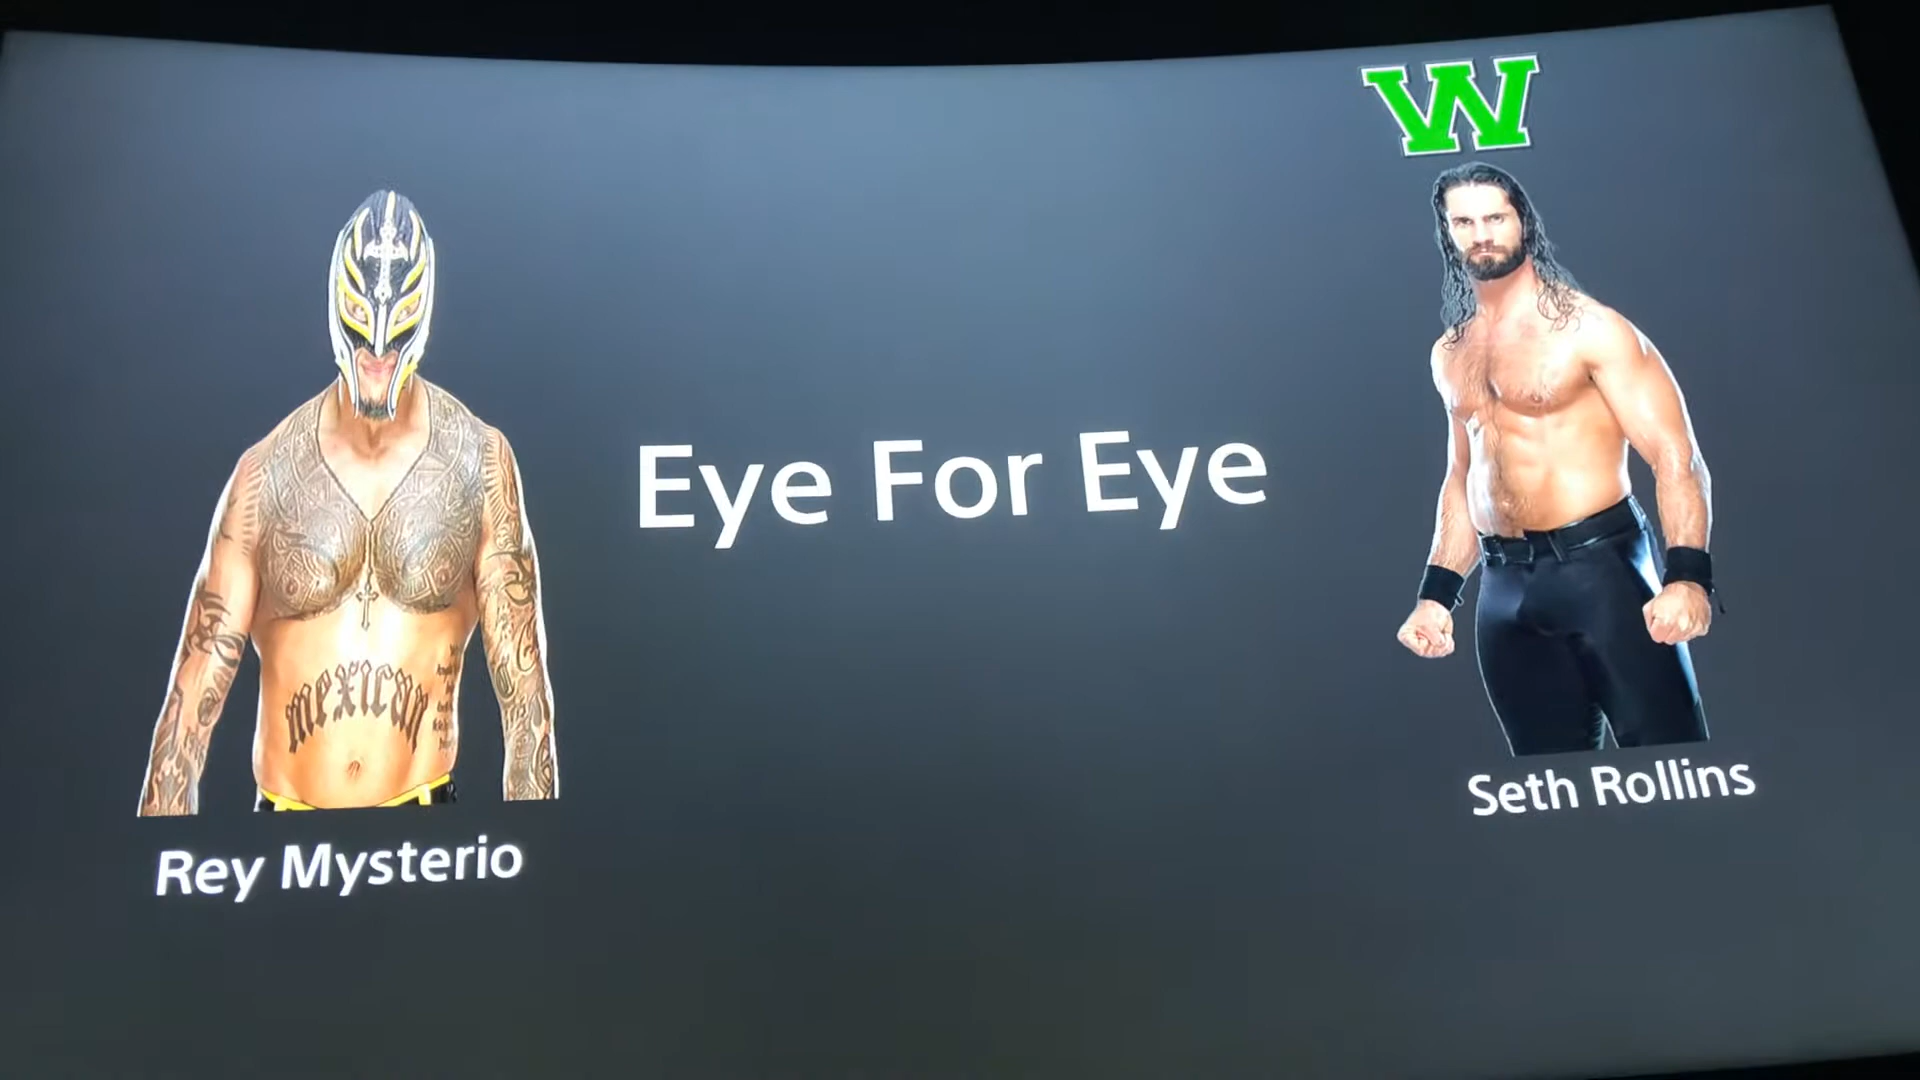 W
Eye For Eye
mexican
Rey Mysterio
Seth Rollins